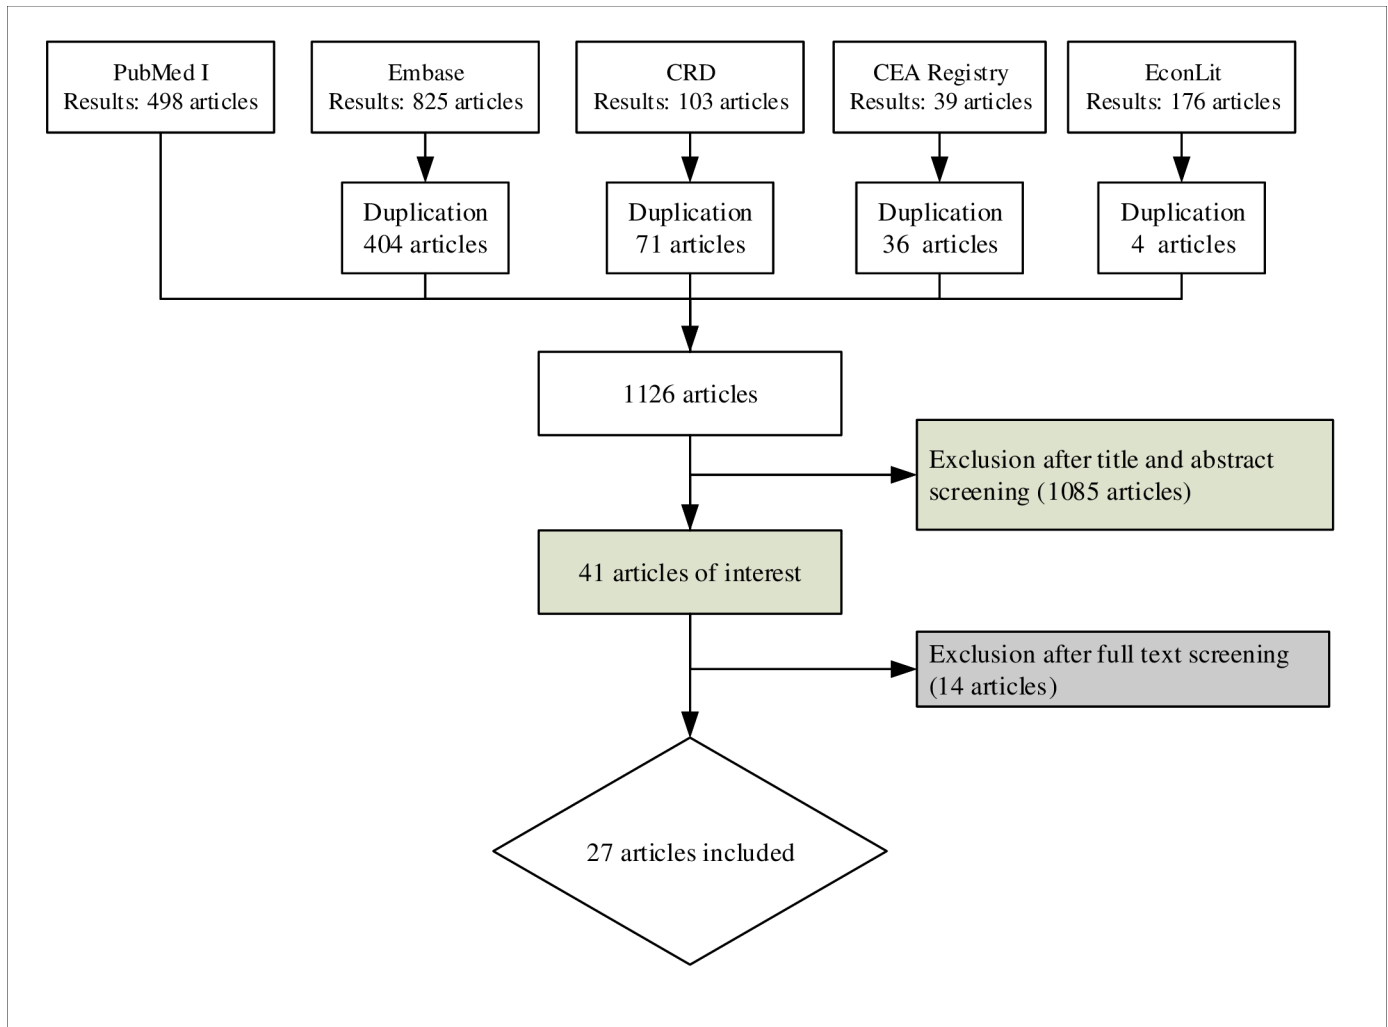 PubMed I
Results: 498 articles
Embase
Results: 825 articles
CRD
Results: 103 articles
CEA Registry
Results: 39 articles
EconLit
Results: 176 articles
Duplication
404 articles
Duplication
71 articles
Duplication
36 articles
Duplication
4 articles
1126 articles
Exclusion after title and abstract
screening (1085 articles)
41 articles of interest
Exclusion after full text screening
(14 articles)
27 articles included